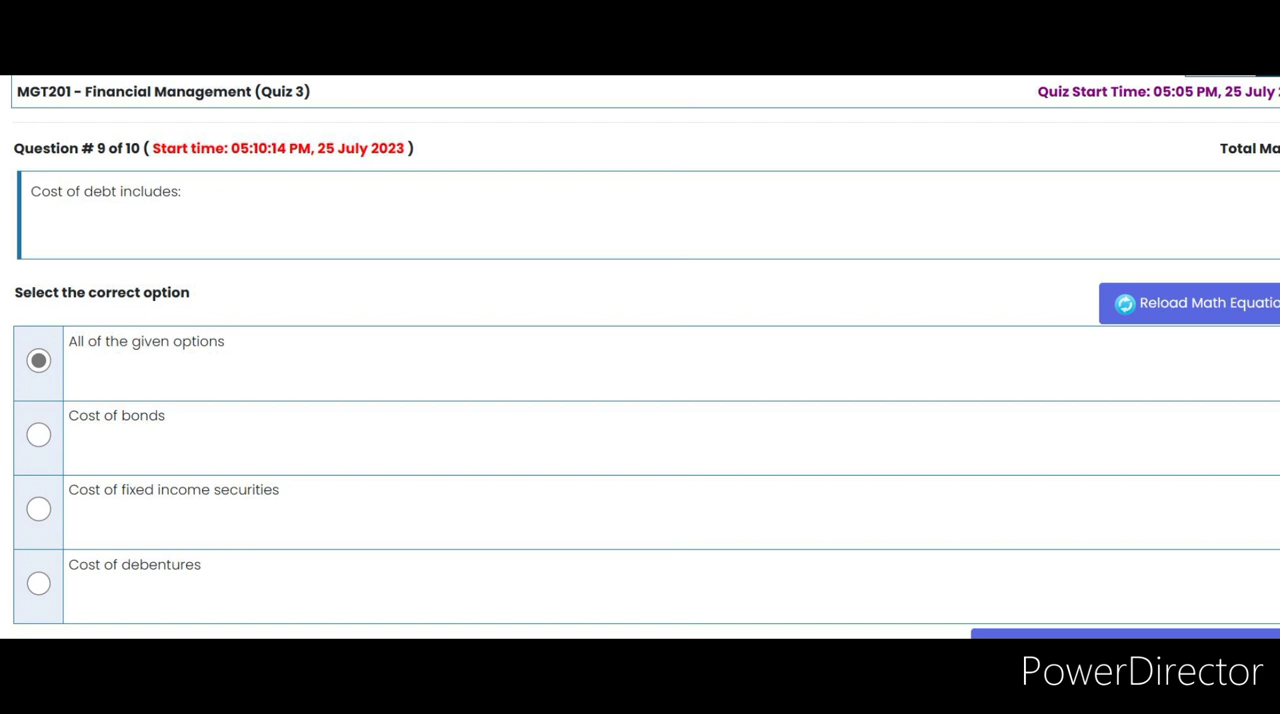 MGT201 - Financial Management (Quiz 3)
Quiz Start Time: 05:05 PM, 25 July
Question # 9 of 10 ( Start time: 05:10:14 PM, 25 July 2023 )
Total
Cost of debt includes:
Select the correct option
Reload Math
All of the given options
Cost of bonds
Cost of fixed income securities
Cost of debentures
PowerDirector